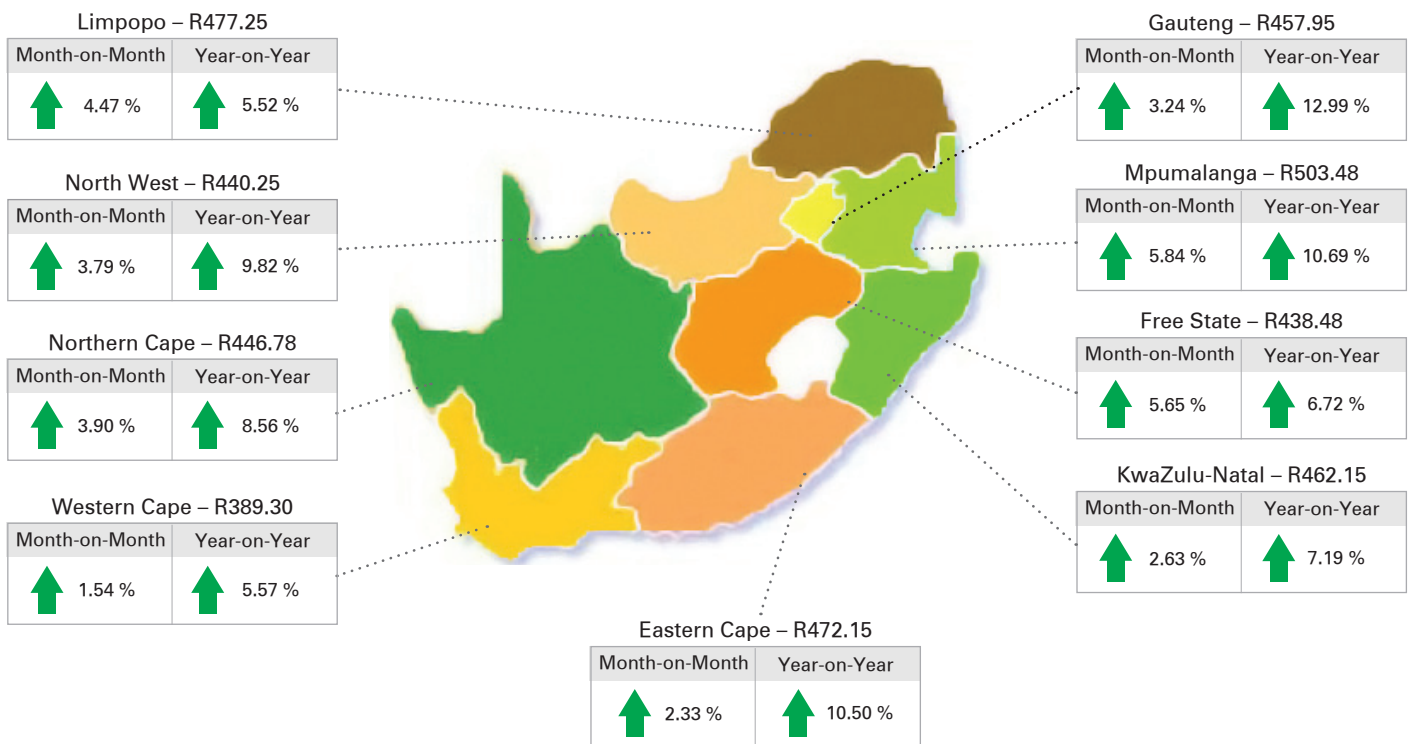 Limpopo – R477.25
Month-on-Month Year-on-Year
4.47 % 5.52 %
North West – R440.25
Month-on-Month Year-on-Year
3.79 % 9.82 %
Northern Cape – R446.78
Month-on-Month Year-on-Year
3.90 % 8.56 %
Western Cape – R389.30
Month-on-Month Year-on-Year
1.54 % 5.57 %
Eastern Cape – R472.15
Month-on-Month Year-on-Year
2.33 % 10.50 %
Gauteng – R457.95
Month-on-Month Year-on-Year
3.24 % 12.99 %
Mpumalanga – R503.48
Month-on-Month Year-on-Year
5.84 % 10.69 %
Free State – R438.48
Month-on-Month Year-on-Year
5.65 % 6.72 %
KwaZulu-Natal – R462.15
Month-on-Month Year-on-Year
2.63 % 7.19 %